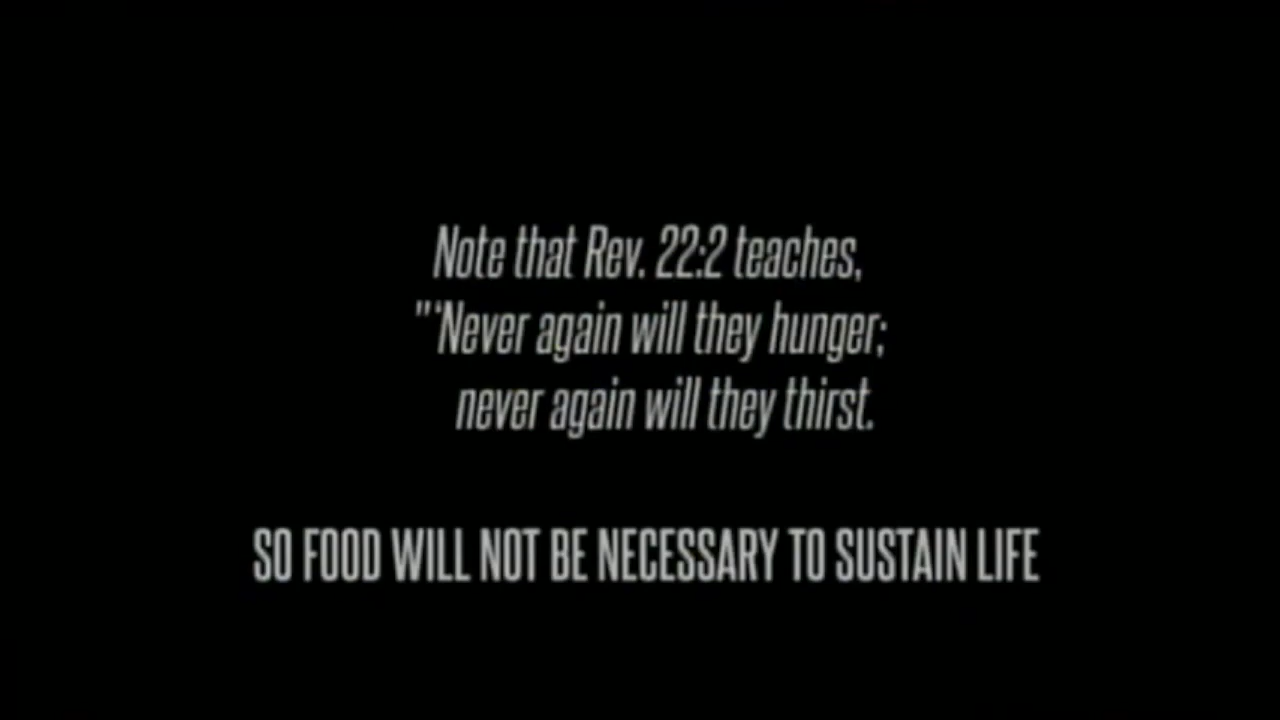 Note that Rev. 22:2 teaches,
"‘Never again will they hunger;
never again will they thirst.
SO FOOD WILL NOT BE NECESSARY TO SUSTAIN LIFE